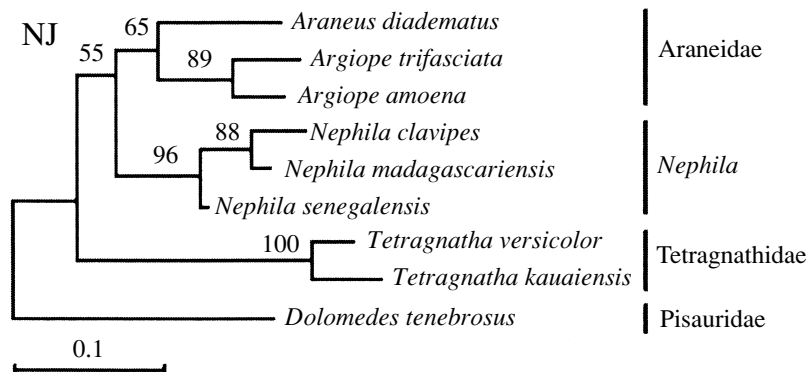 NJ
65
Araneus diadematus
55
89
Argiope trifasciata
Araneidae
Argiope amoena
88
Nephila clavipes
96
Nephila madagascariensis
Nephila
Nephila senegalensis
100
Tetragnatha versicolor
Tetragnathidae
Tetragnatha kauaiensis
Dolomedes tenebrosus
Pisauridae
0.1